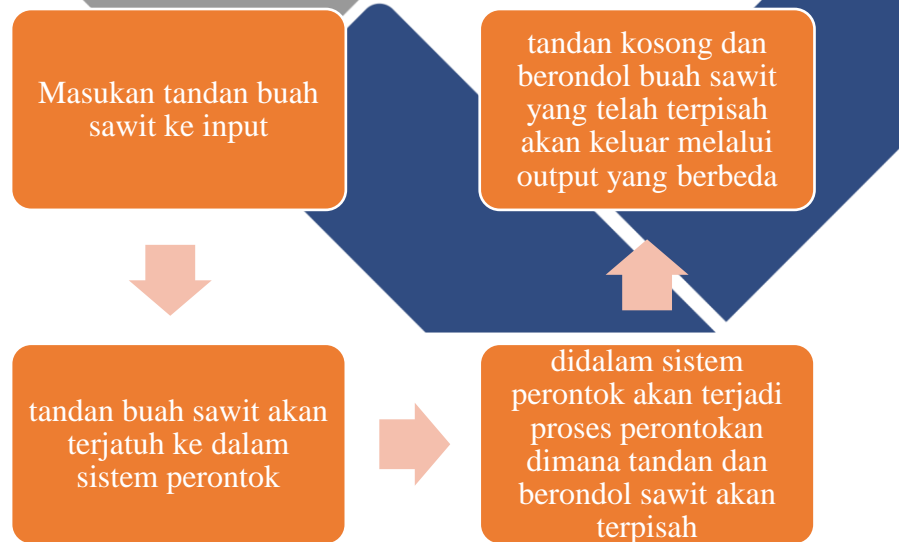 Masukan tandan buah
sawit ke input
tandan buah sawit akan
terjatuh ke dalam
sistem perontok
didalam sistem
perontok akan terjadi
proses perontokan
dimana tandan dan
berondol sawit akan
terpisah
tandan kosong dan
berondol buah sawit
yang telah terpisah
akan keluar melalui
output yang berbeda